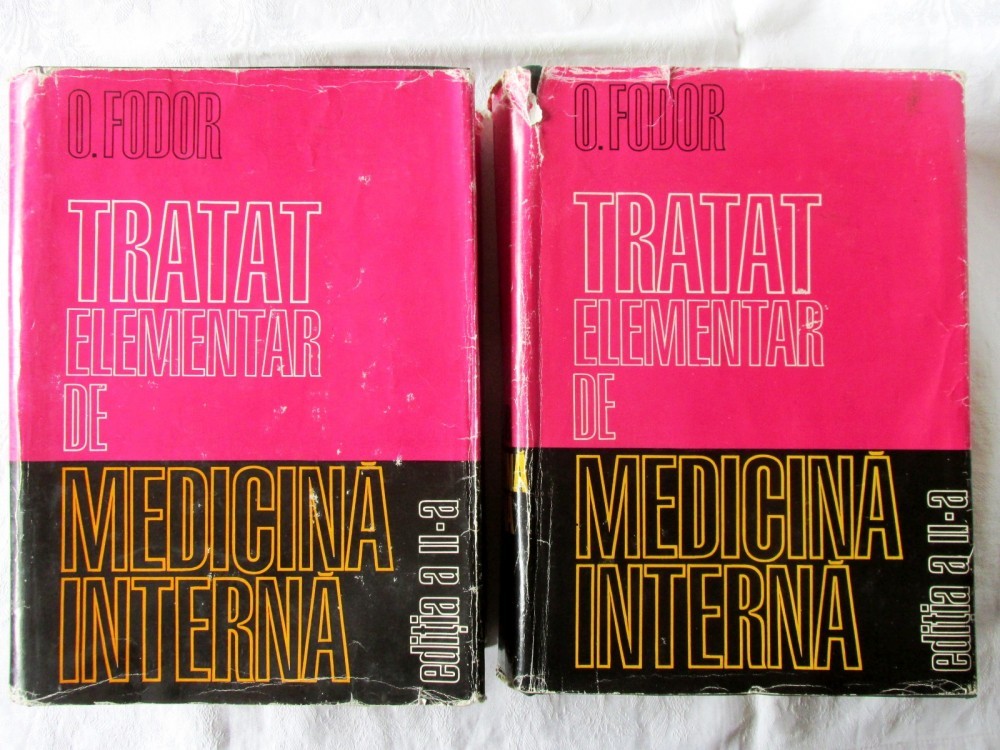 O. FODOR
TRATAT
ELEMENTAR
DE
MEDICINĂ
INTERNĂ
ediția a II-a
O. FODOR
TRATAT
ELEMENTAR
DE
MEDICINĂ
INTERNĂ
ediția a II-a